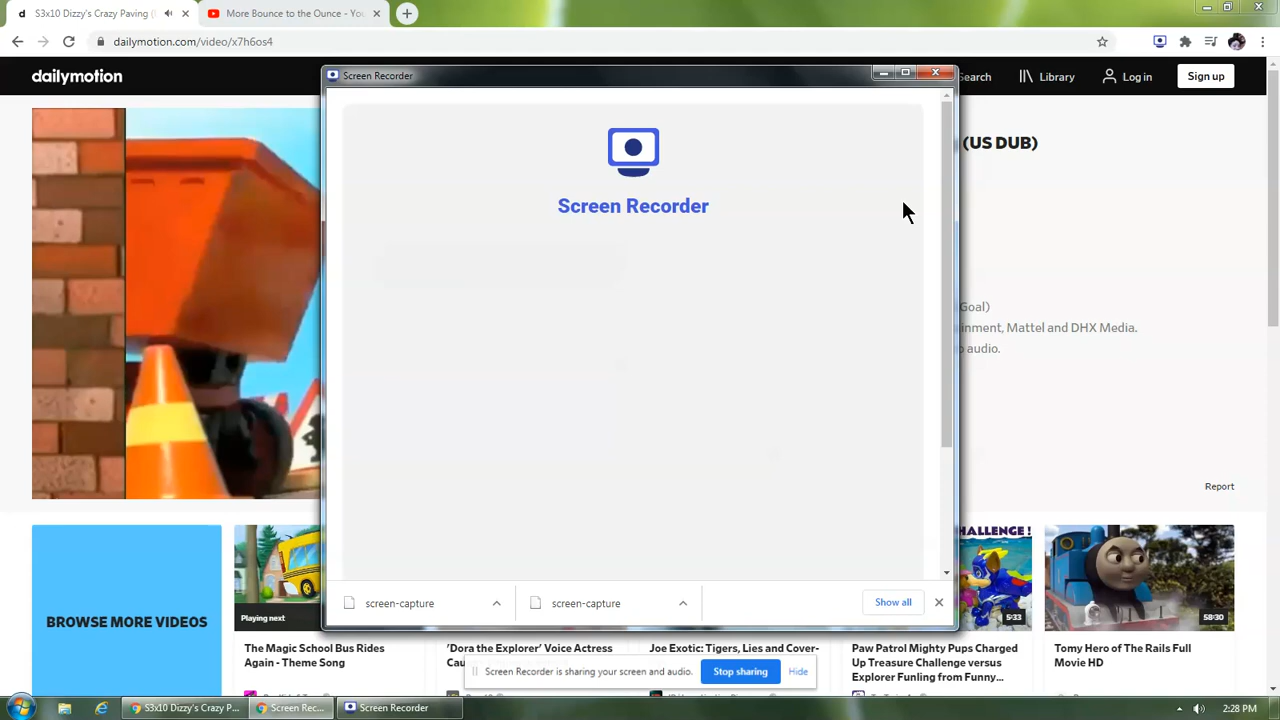 S3x10 Dizzy's Crazy Paving (
More Bounce to the Ounce - You
dailymotion.com/video/x7h6os4
Screen Recorder
dailymotion
Search
Library
Log in
Sign up
(US DUB)
Screen Recorder
Goal)
inment, Mattel and DHX Media.
audio.
Report
CHALLENGE !
BROWSE MORE VIDEOS
Playing next
5:33
58:30
screen-capture
screen-capture
Show all
The Magic School Bus Rides
Again - Theme Song
'Dora the Explorer' Voice Actress
Cau
Joe Exotic: Tigers, Lies and Cover-
Paw Patrol Mighty Pups Charged
Up Treasure Challenge versus
Explorer Funling from Funny...
Tomy Hero of The Rails Full
Movie HD
Screen Recorder is sharing your screen and audio.
Stop sharing
Hide
S3x10 Dizzy's Crazy P...
Screen Rec...
Screen Recorder
2:28 PM